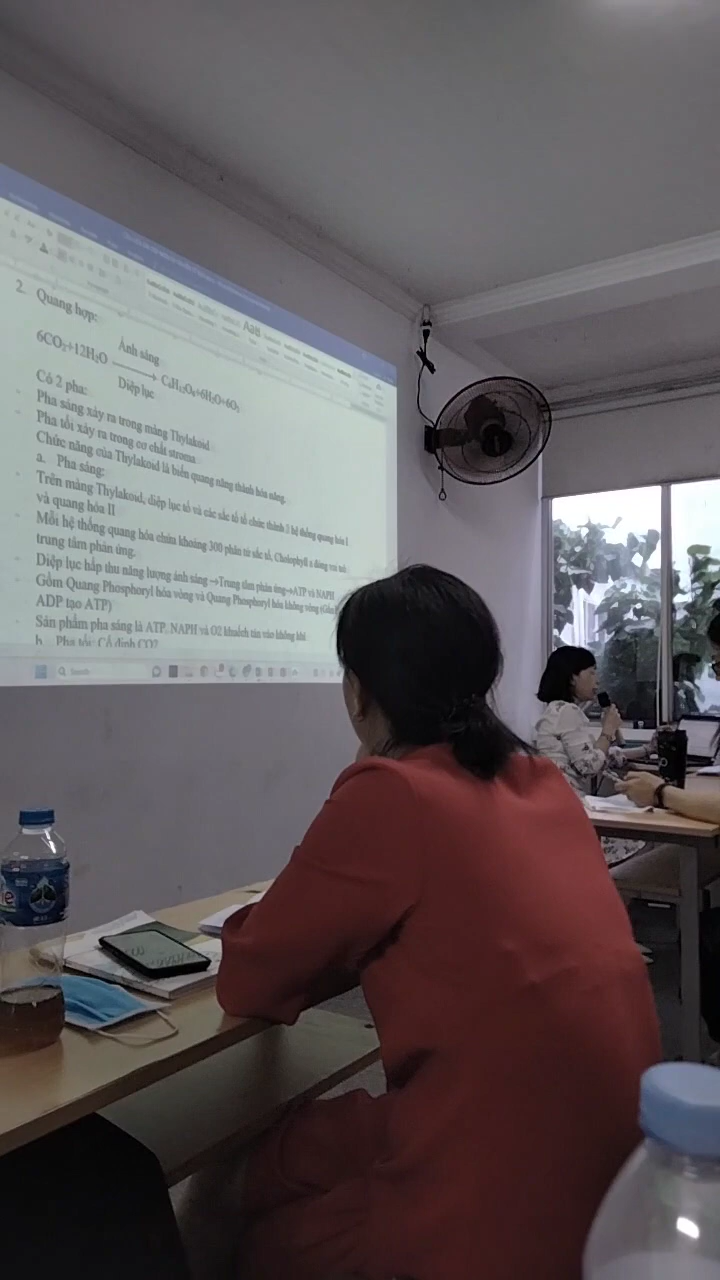 2. Quang hợp:
Ánh sáng
6CO2+12H2O → C6H12O6+6H2O+6O2
Diệp lục
Có 2 pha:
- Pha sáng xảy ra trong màng Thylakoid
- Pha tối xảy ra trong cơ chất stroma
Chức năng của Thylakoid là biến quang năng thành hóa năng.
a. Pha sáng:
- Trên màng Thylakoid, diệp lục tố và các sắc tố tổ chức thành 2 hệ thống quang hóa I
và quang hóa II
- Mỗi hệ thống quang hóa chứa khoảng 300 phân tử sắc tố, a đóng vai
trung tâm phản ứng.
- Diệp lục hấp thu năng lượng ánh sáng →Trung tâm phản ứng→ATP và NAPH
- Gồm Quang Phosphoryl hóa vòng và Quang Phosphoryl hóa không vòng
ADP tạo ATP)
- Sản phẩm pha sáng là ATP, NAPH và O2 khuếch tán vào không khí
b. Pha tối: Cố định CO2
Search